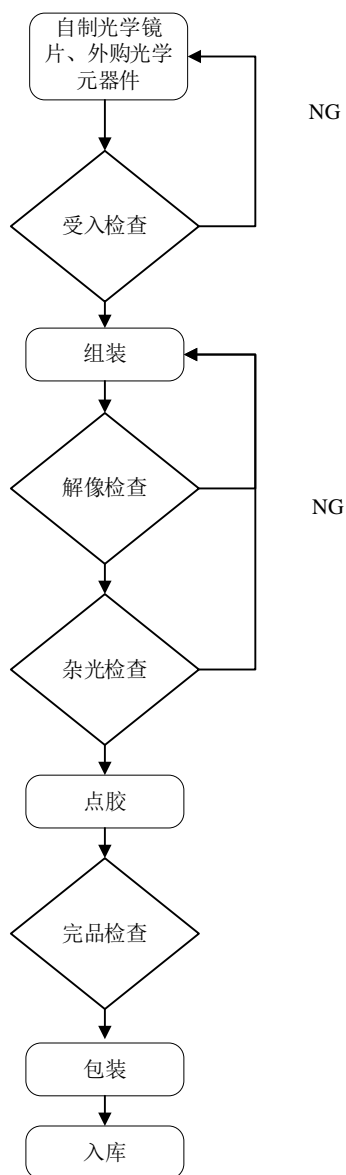 自制光学镜
片、外购光学
元器件
NG
受入检查
组装
解像检查
NG
杂光检查
点胶
完品检查
包装
入库